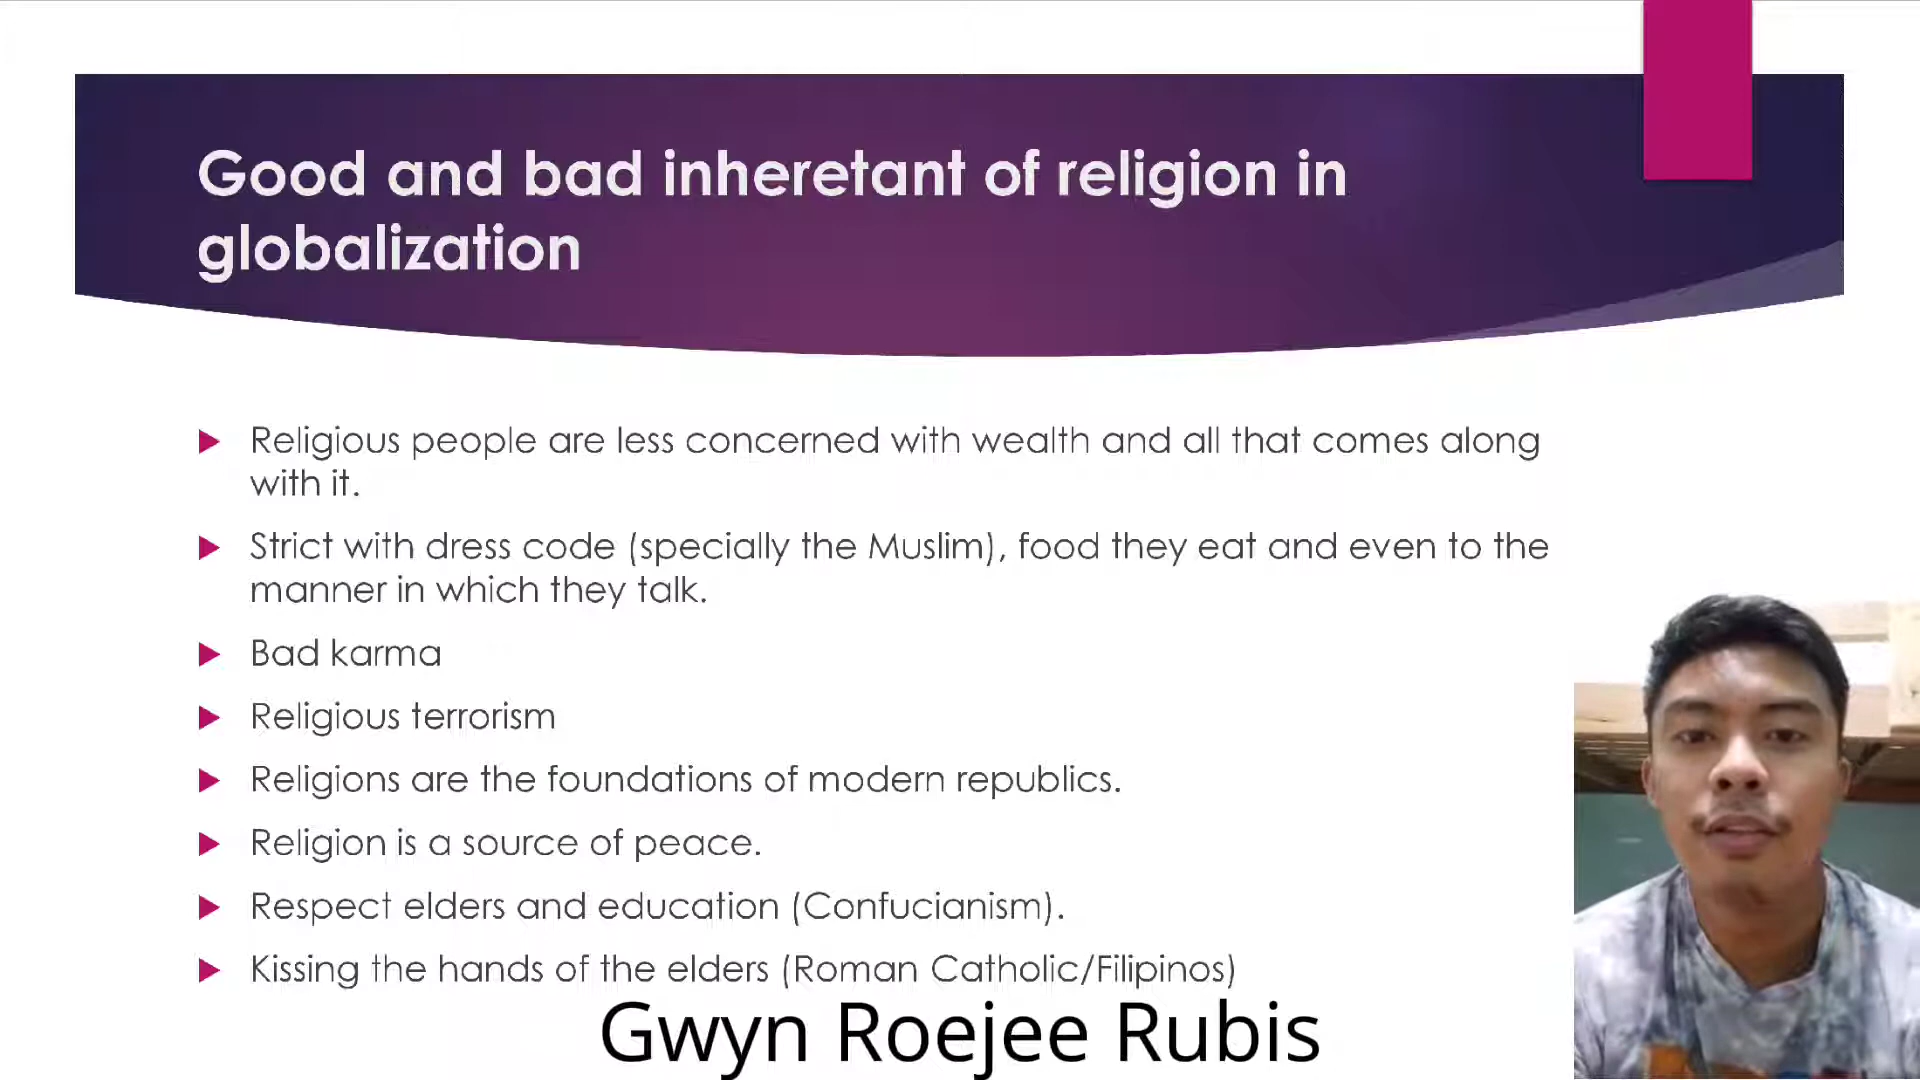 Good and bad inheretant of religion in
globalization
Religious people are less concerned with wealth and all that comes along
with it.
Strict with dress code (specially the Muslim), food they eat and even to the
manner in which they talk.
Bad karma
Religious terrorism
Religions are the foundations of modern republics.
Religion is a source of peace.
Respect elders and education (Confucianism).
Kissing the hands of the elders (Roman Catholic/Filipinos)
Gwyn Roejee Rubis